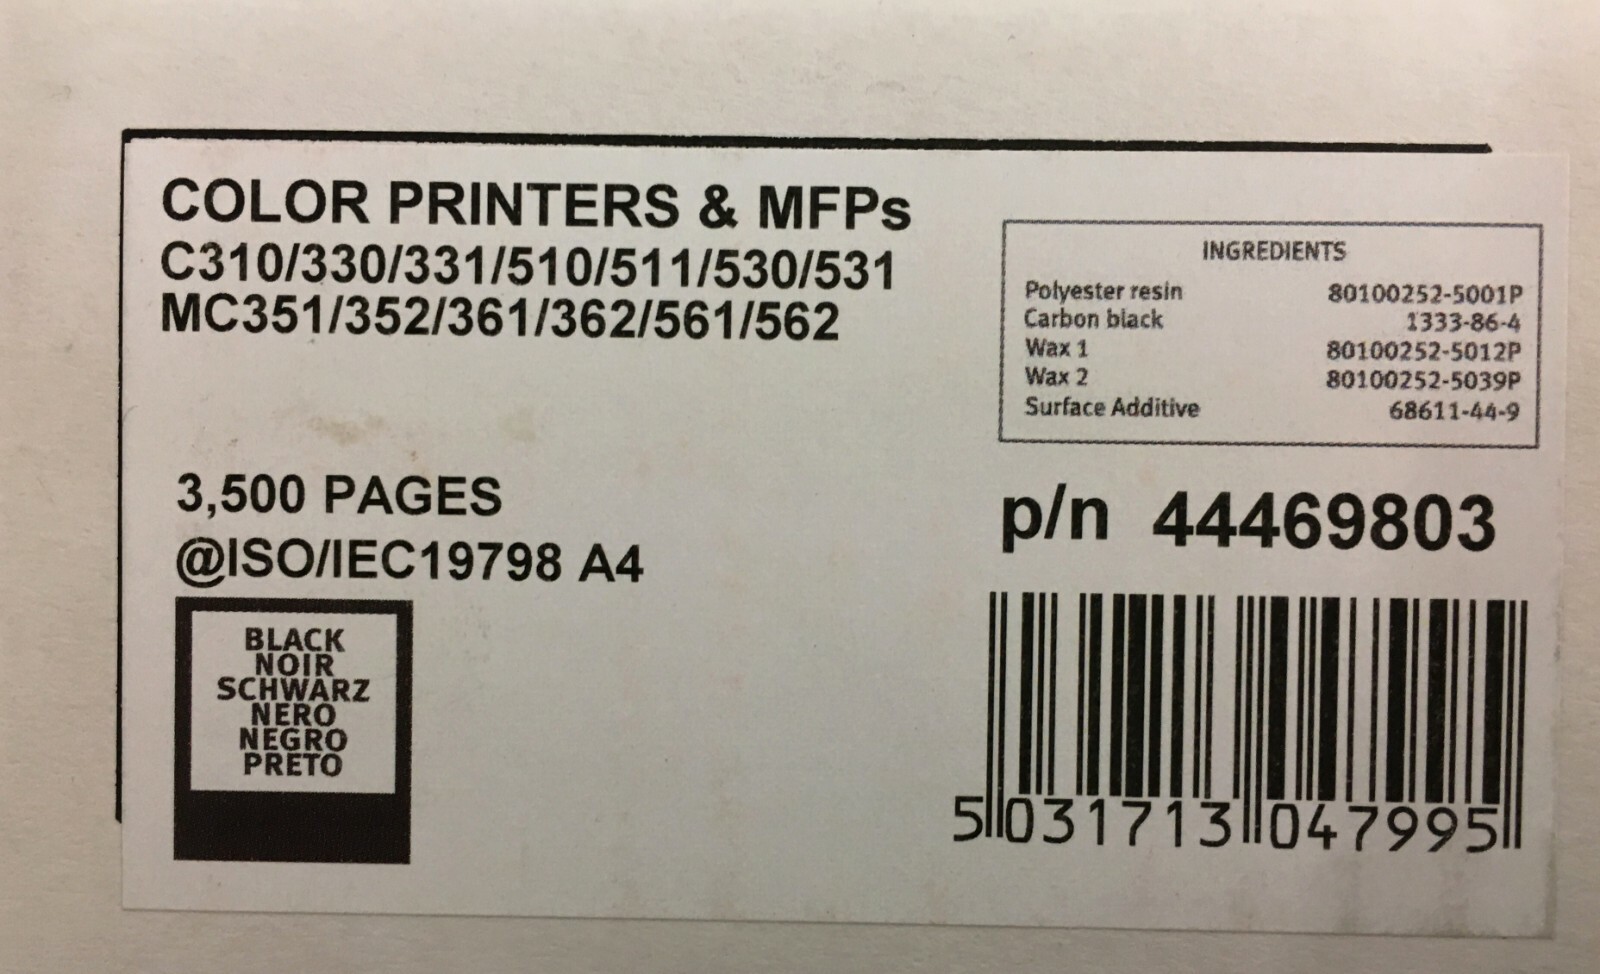 COLOR PRINTERS & MFPs
C310/330/331/510/511/530/531
MC351/352/361/362/561/562
INGREDIENTS
Polyester resin 80100252-5001P
Carbon black 1333-86-4
Wax 1 80100252-5012P
Wax 2 80100252-5039P
Surface Additive 68611-44-9
3,500 PAGES
@ISO/IEC19798 A4
p/n 44469803
BLACK
NOIR
SCHWARZ
NERO
NEGRO
PRETO
5 031713 047995